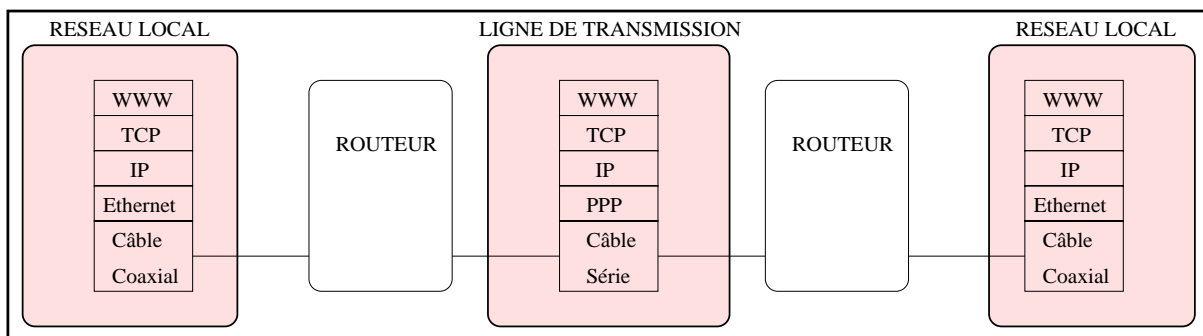 RESEAU LOCAL
LIGNE DE TRANSMISSION
RESEAU LOCAL
WWW
TCP
IP
Ethernet
Câble
Coaxial
ROUTEUR
WWW
TCP
IP
PPP
Câble
Série
ROUTEUR
WWW
TCP
IP
Ethernet
Câble
Coaxial